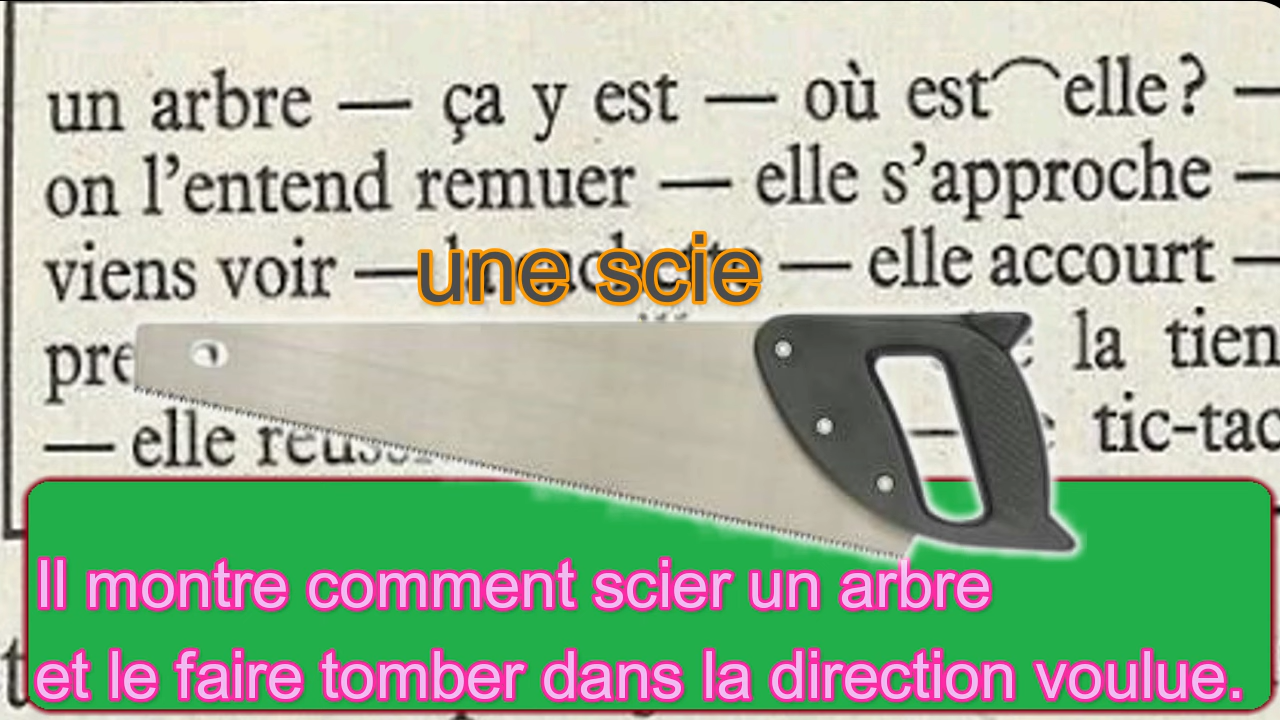 un arbre — ça y est — où est‿elle? —
on l'entend remuer — elle s'approche —
viens voir — — elle accourt —
une scie
la tien
— elle — tic-tac
Il montre comment scier un arbre
et le faire tomber dans la direction voulue.